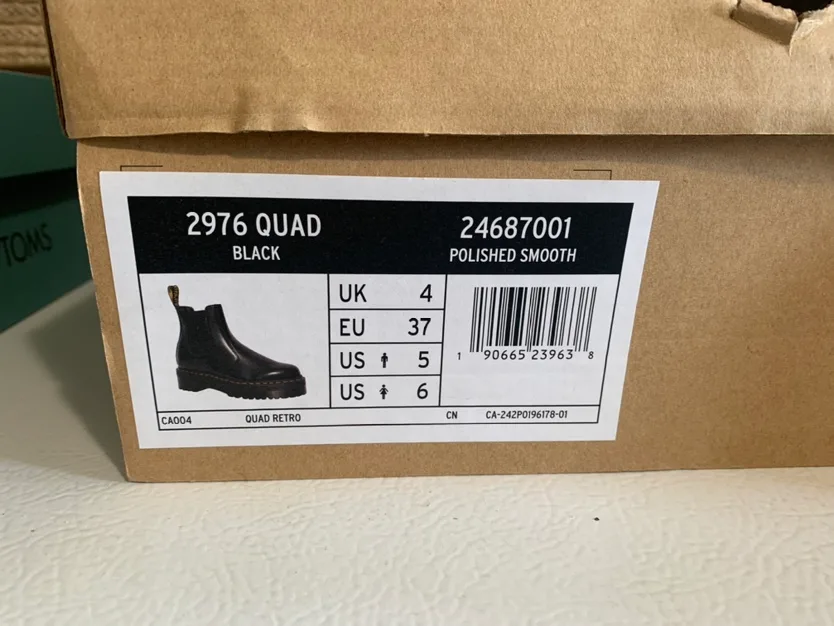 TOMS
2976 QUAD
BLACK
24687001
POLISHED SMOOTH
UK 4
EU 37
US 5
US 6
1 90665 23963 8
CA004 QUAD RETRO CN CA-242P0196178-01